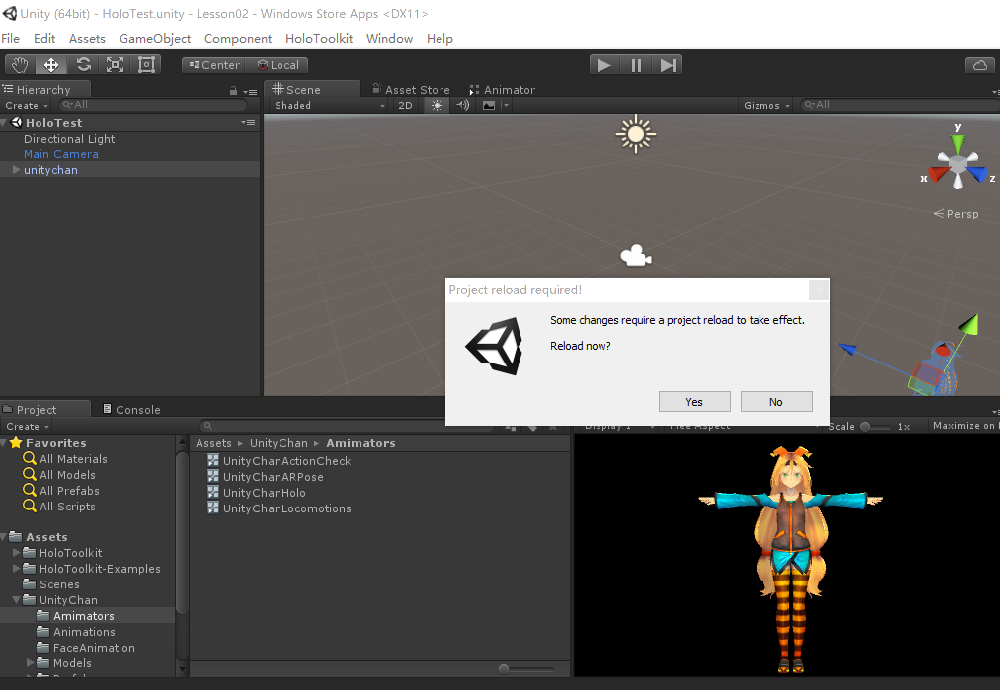 Unity (64bit) - HoloTest.unity - Lesson02 - Windows Store Apps <DX11>
File Edit Assets GameObject Component HoloToolkit Window Help
Center Local
Hierarchy
Create All
HoloTest
Directional Light
Main Camera
unitychan
Scene Asset Store Animator
Shaded 2D Gizmos All
y
x z
Persp
Project reload required!
Some changes require a project reload to take effect.
Reload now?
Yes No
Project Console
Create
Favorites
All Materials
All Models
All Prefabs
All Scripts
Assets
HoloToolkit
HoloToolkit-Examples
Scenes
UnityChan
Amimators
Animations
FaceAnimation
Models
Assets UnityChan Amimators
UnityChanActionCheck
UnityChanARPose
UnityChanHolo
UnityChanLocomotions
Display 1 Free Aspect Scale 1x Maximize on